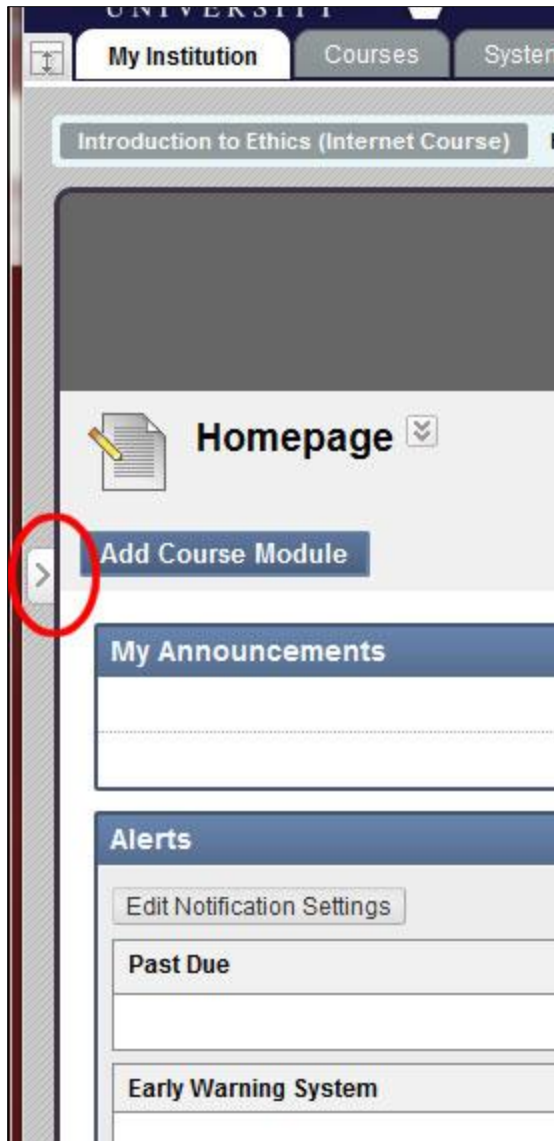 UNIVERSITY
My Institution
Courses
Introduction to Ethics (Internet Course)
Homepage
Add Course Module
My Announcements
Alerts
Edit Notification Settings
Past Due
Early Warning System